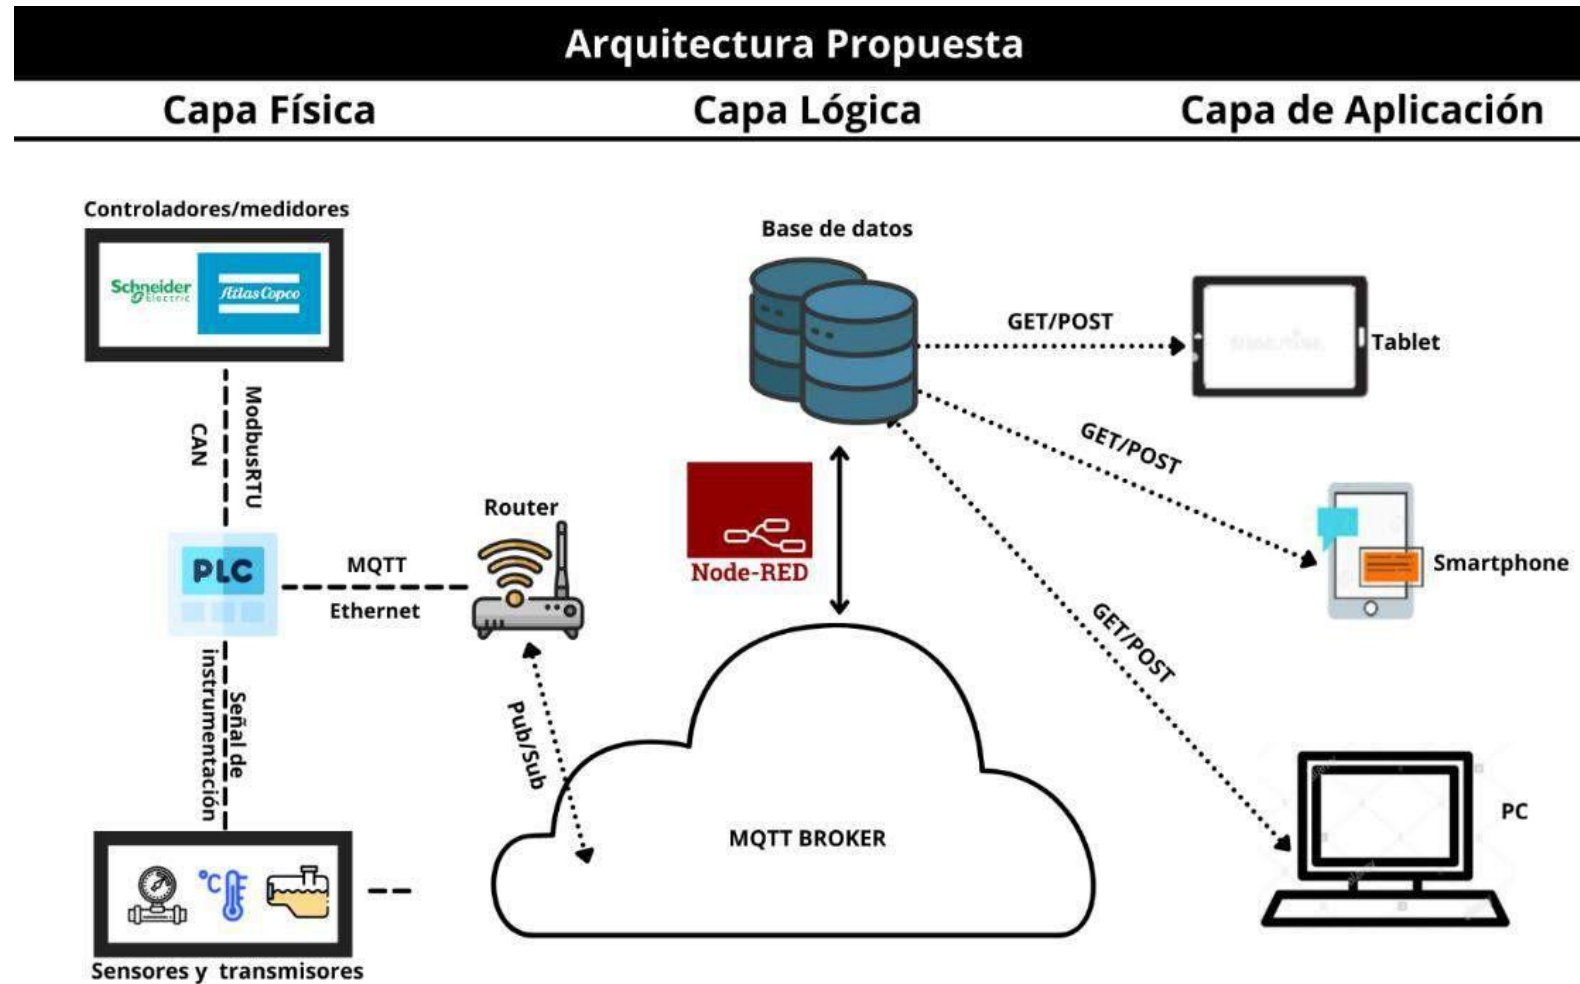 Arquitectura Propuesta
Capa Física
Capa Lógica
Capa de Aplicación
Controladores/medidores
Schneider
Electric
Atlas Copco
CAN
ModbusRTU
PLC
MQTT
Ethernet
Router
Señal de
instrumentación
°C
Sensores y transmisores
Pub/Sub
Base de datos
Node-RED
MQTT BROKER
GET/POST
Tablet
GET/POST
Smartphone
GET/POST
PC
alamy
alamy